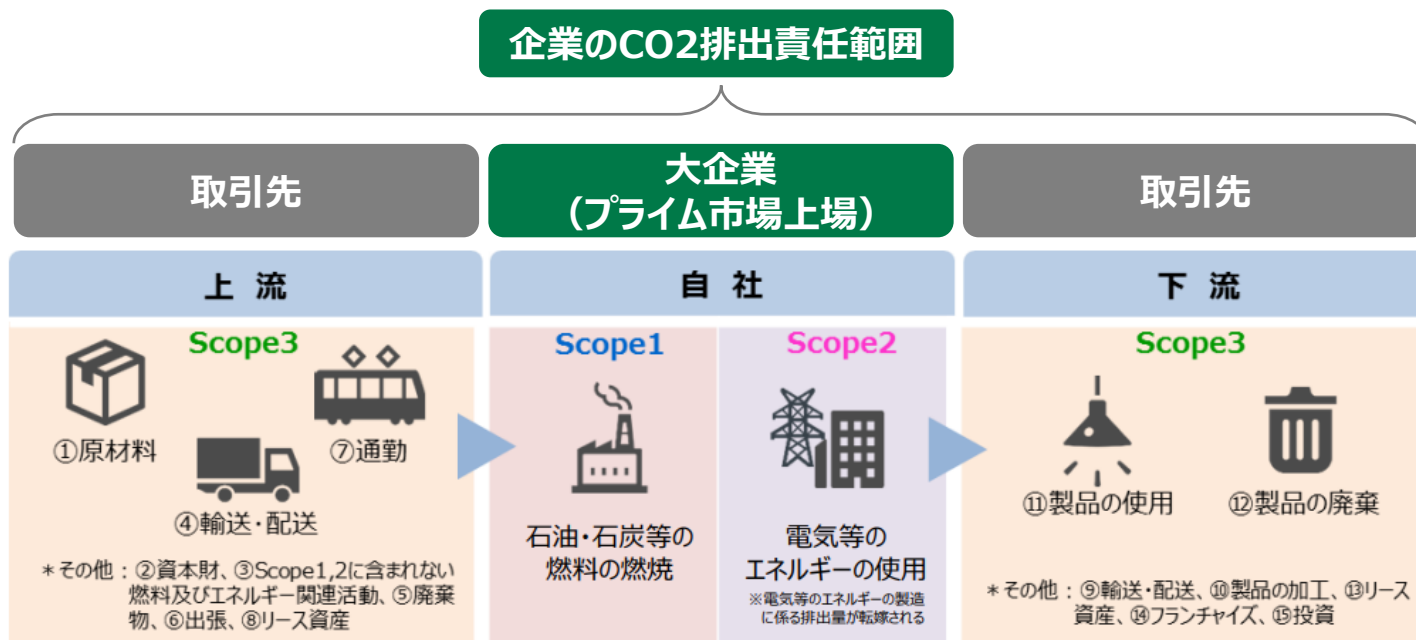 企業のCO2排出責任範囲
取引先
大企業
（プライム市場上場）
取引先
上 流
自 社
下 流
Scope3
①原材料
⑦通勤
④輸送・配送
＊その他：②資本財、③Scope1,2に含まれない
燃料及びエネルギー関連活動、⑤廃棄
物、⑥出張、⑧リース資産
Scope1
石油・石炭等の
燃料の燃焼
Scope2
電気等の
エネルギーの使用
※電気等のエネルギーの製造
に係る排出量が転嫁される
Scope3
⑪製品の使用
⑫製品の廃棄
＊その他：⑨輸送・配送、⑩製品の加工、⑬リース
資産、⑭フランチャイズ、⑮投資